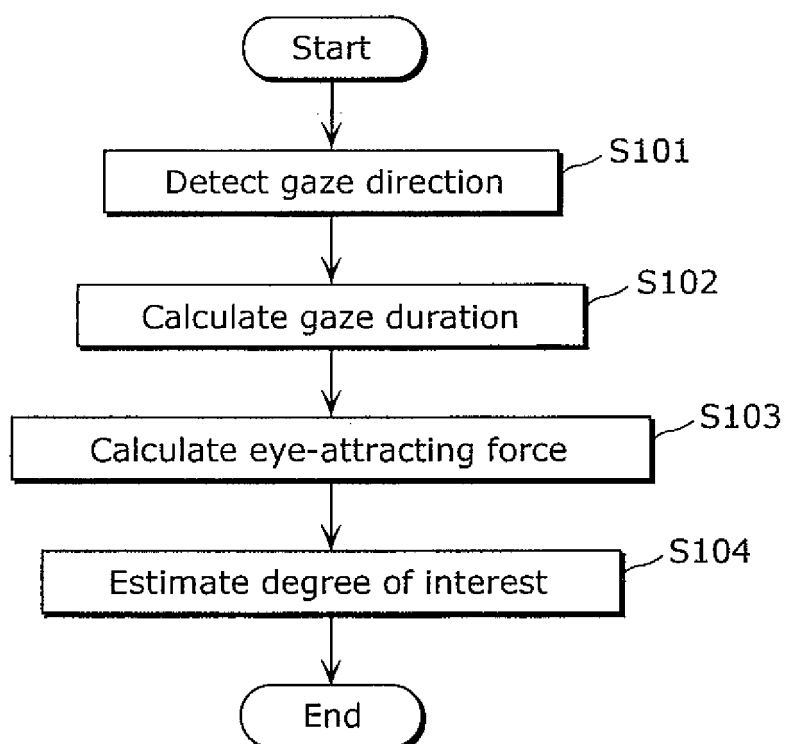 Start
Detect gaze direction
S101
Calculate gaze duration
S102
Calculate eye-attracting force
S103
Estimate degree of interest
S104
End